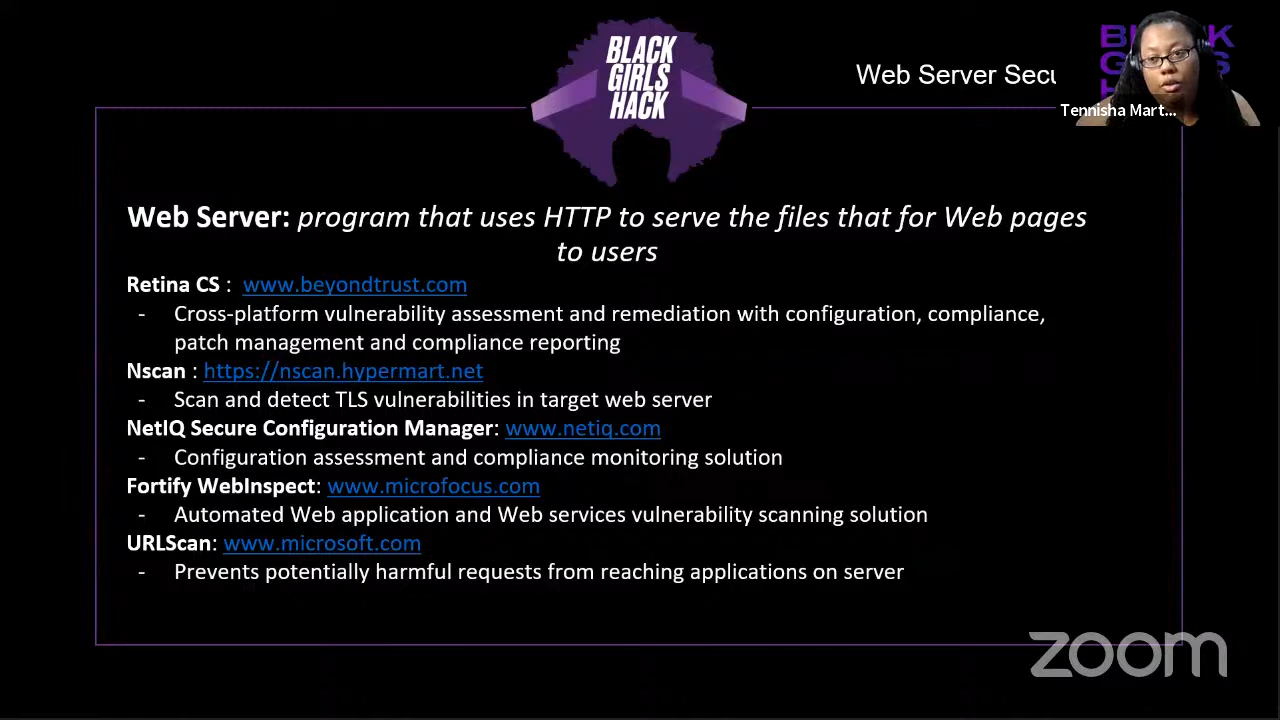 BLACK
GIRLS
HACK
Web Server Secu
Tennisha Mart...
Web Server: program that uses HTTP to serve the files that for Web pages
to users
Retina CS : www.beyondtrust.com
- Cross-platform vulnerability assessment and remediation with configuration, compliance,
patch management and compliance reporting
Nscan : https://nscan.hypermart.net
- Scan and detect TLS vulnerabilities in target web server
NetIQ Secure Configuration Manager: www.netiq.com
- Configuration assessment and compliance monitoring solution
Fortify WebInspect: www.microfocus.com
- Automated Web application and Web services vulnerability scanning solution
URLScan: www.microsoft.com
- Prevents potentially harmful requests from reaching applications on server
zoom